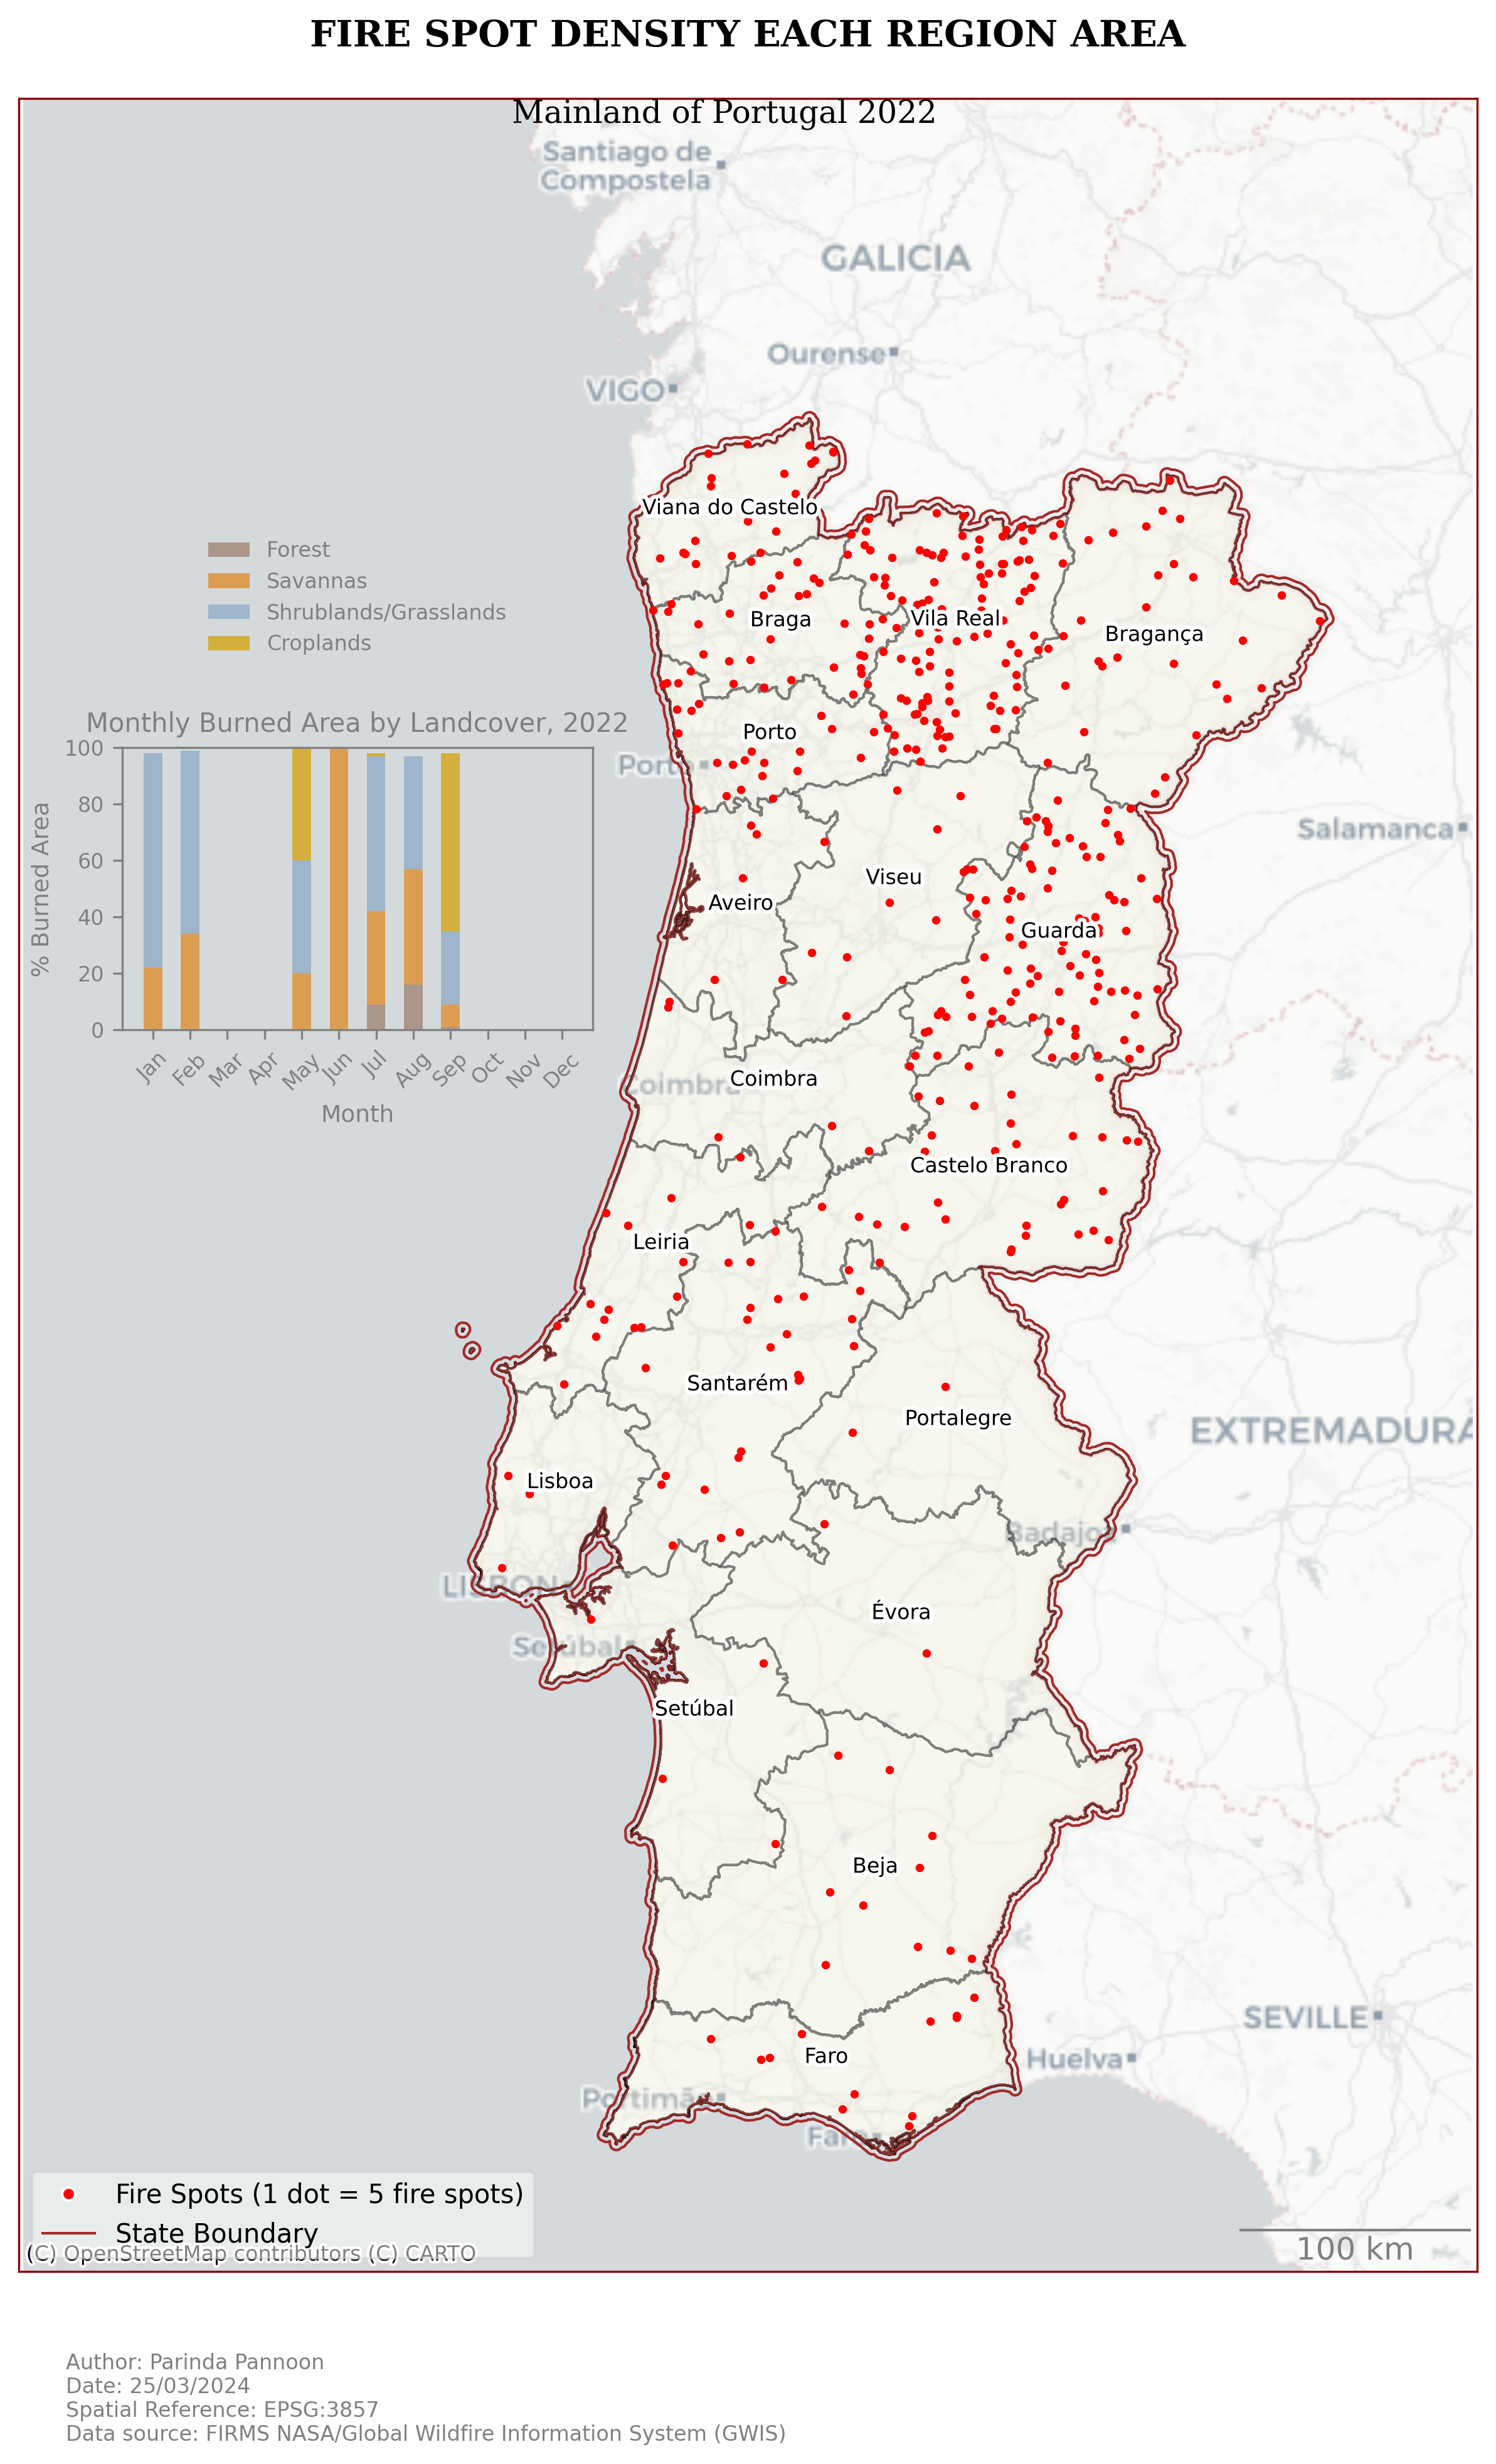 FIRE SPOT DENSITY EACH REGION AREA
Mainland of Portugal 2022
Santiago de
Compostela
GALICIA
Ourense
VIGO
Viana do Castelo
Forest
Savannas
Shrublands/Grasslands
Croplands
Braga
Vila Real
Bragança
Monthly Burned Area by Landcover, 2022
Porto
Porto
Salamanca
% Burned Area
100
80
60
40
20
0
Jan
Feb
Mar
Apr
May
Jun
Jul
Aug
Sep
Oct
Nov
Dec
Month
Viseu
Aveiro
Guarda
Coimbra
Coimbra
Castelo Branco
Leiria
Santarém
Portalegre
EXTREMADURA
Lisboa
Badajoz
LISBON
Évora
Setúbal
Setúbal
Beja
SEVILLE
Faro
Huelva
Portimão
Faro
Fire Spots (1 dot = 5 fire spots)
State Boundary
(C) OpenStreetMap contributors (C) CARTO
100 km
Author: Parinda Pannoon
Date: 25/03/2024
Spatial Reference: EPSG:3857
Data source: FIRMS NASA/Global Wildfire Information System (GWIS)